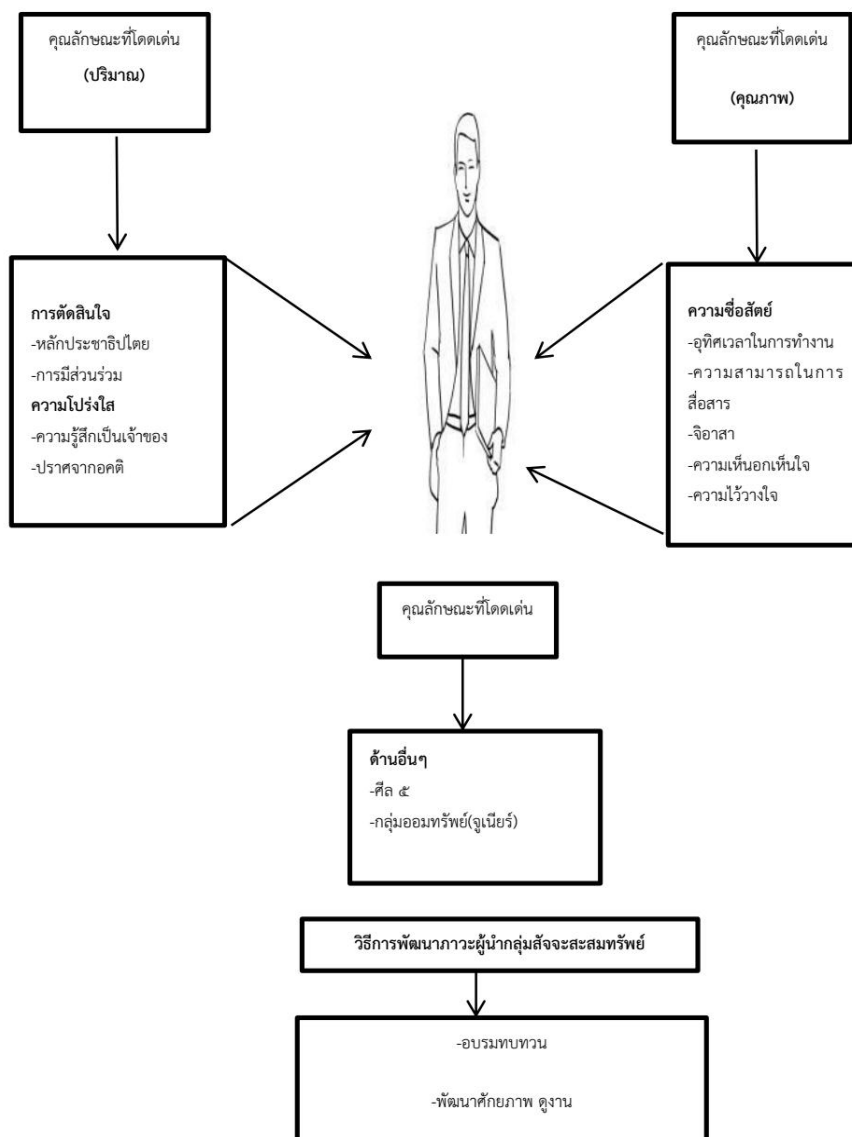 คุณลักษณะที่โดดเด่น
(ปริมาณ)
คุณลักษณะที่โดดเด่น
(คุณภาพ)
การตัดสินใจ
-หลักประชาธิปไตย
-การมีส่วนร่วม
ความโปร่งใส
-ความรู้สึกเป็นเจ้าของ
-ปราศจากอคติ
ความซื่อสัตย์
-อุทิศเวลาในการทำงาน
-ความสามารถในการ
สื่อสาร
-จิอาสา
-ความเห็นอกเห็นใจ
-ความไว้วางใจ
คุณลักษณะที่โดดเด่น
ด้านอื่นๆ
-ศีล ๕
-กลุ่มออมทรัพย์(จูเนียร์)
วิธีการพัฒนาภาวะผู้นำกลุ่มสัจจะสะสมทรัพย์
-อบรมทบทวน
-พัฒนาศักยภาพ ดูงาน